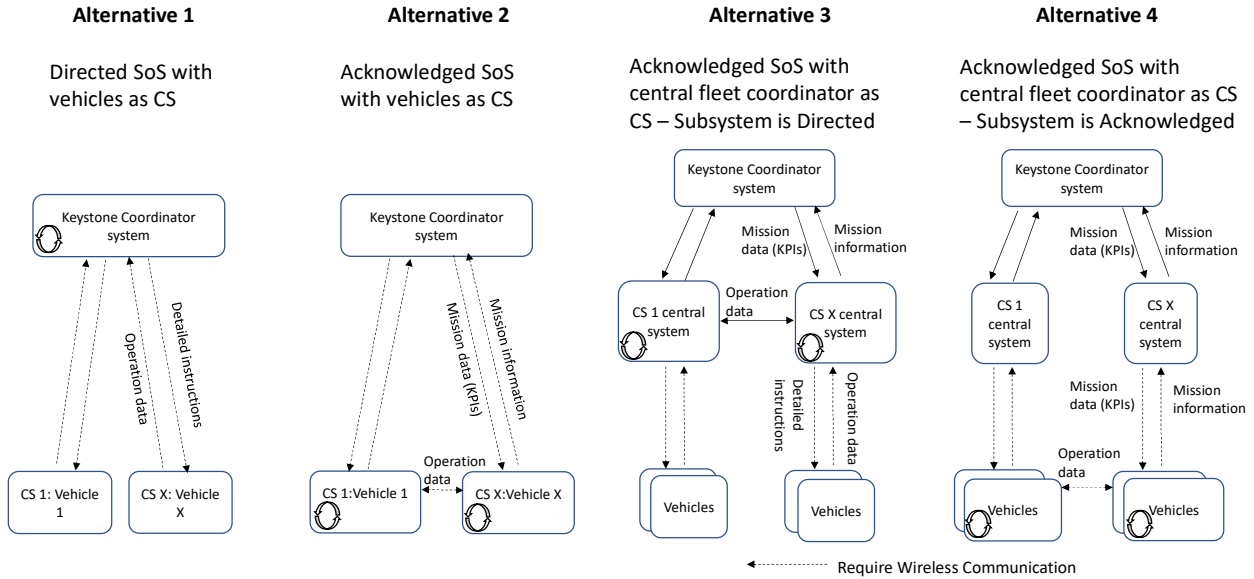 Alternative 1
Directed SoS with
vehicles as CS
Keystone Coordinator
system
Operation data
Detailed instructions
CS 1: Vehicle
1
CS X: Vehicle
X
Alternative 2
Acknowledged SoS
with vehicles as CS
Keystone Coordinator
system
Mission data (KPIs)
Mission information
Operation
data
CS 1:Vehicle 1
CS X:Vehicle X
Alternative 3
Acknowledged SoS with
central fleet coordinator as
CS – Subsystem is Directed
Keystone Coordinator
system
Mission
data (KPIs)
Mission
information
CS 1 central
system
Operation
data
CS X central
system
Detailed
instructions
Operation data
Vehicles
Vehicles
Alternative 4
Acknowledged SoS with
central fleet coordinator as CS
– Subsystem is Acknowledged
Keystone Coordinator
system
Mission
data (KPIs)
Mission
information
CS 1
central
system
CS X
central
system
Mission
data (KPIs)
Mission
information
Operation
data
Vehicles
Vehicles
Require Wireless Communication